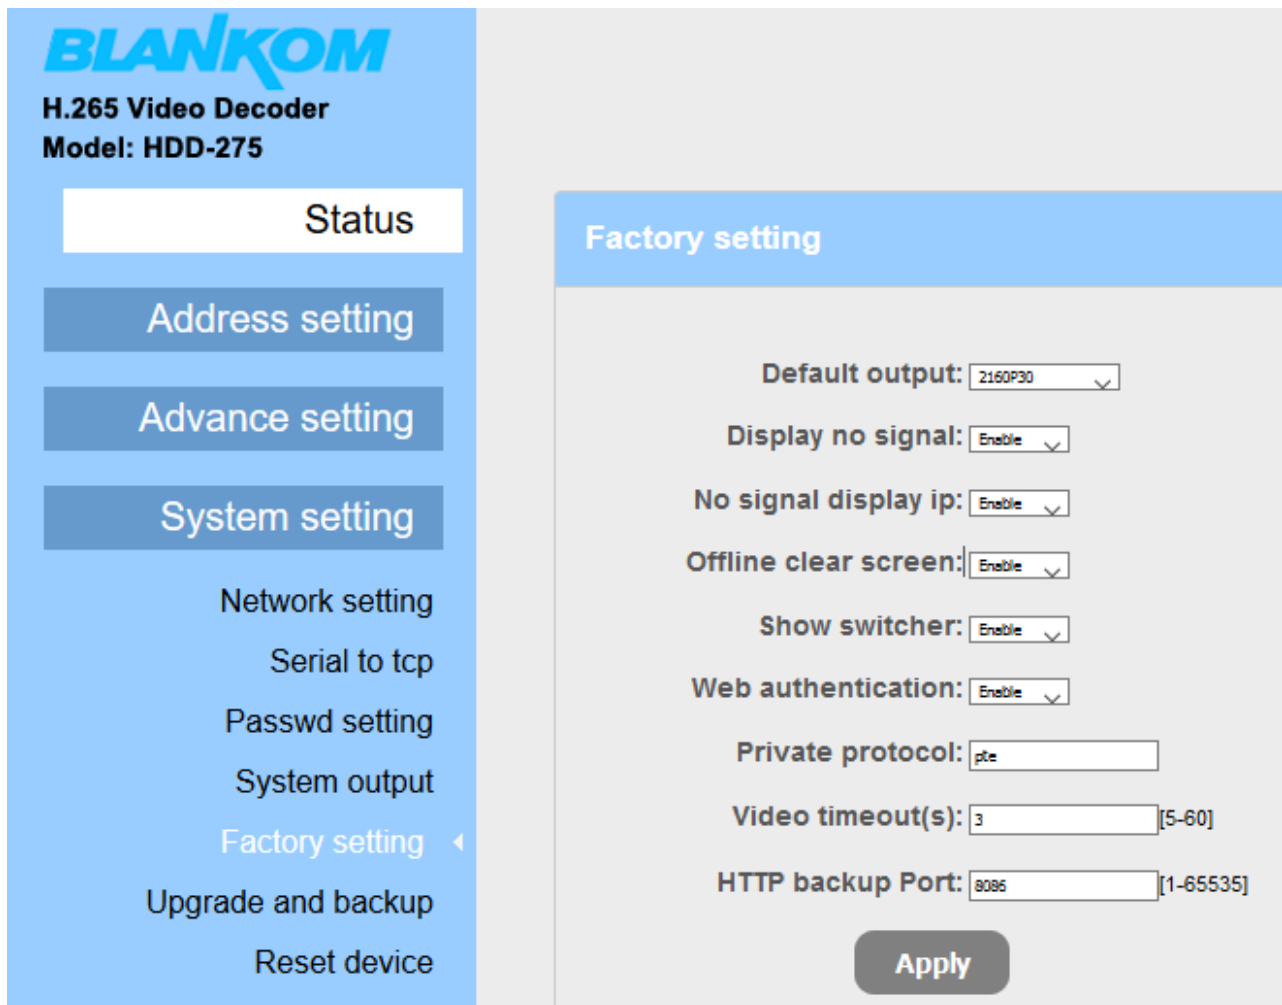 BLANKOM
H.265 Video Decoder
Model: HDD-275
Status
Address setting
Advance setting
System setting
Network setting
Serial to tcp
Passwd setting
System output
Factory setting
Upgrade and backup
Reset device
Factory setting
Default output: 2160P30
Display no signal: Enable
No signal display ip: Enable
Offline clear screen: Enable
Show switcher: Enable
Web authentication: Enable
Private protocol: pte
Video timeout(s): 3 [5-60]
HTTP backup Port: 8086 [1-65535]
Apply